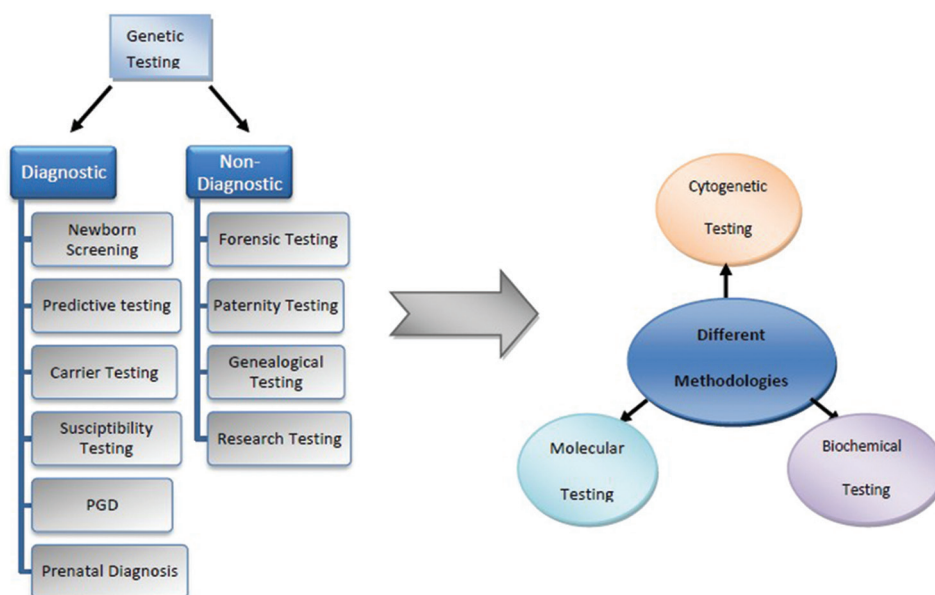 Genetic
Testing
Diagnostic
Newborn
Screening
Predictive testing
Carrier Testing
Susciptibility
Testing
PGD
Prenatal Diagnosis
Non-
Diagnostic
Forensic Testing
Paternity Testing
Genealogical
Testing
Research Testing
Cytogenetic
Testing
Different
Methodologies
Molecular
Testing
Biochemical
Testing